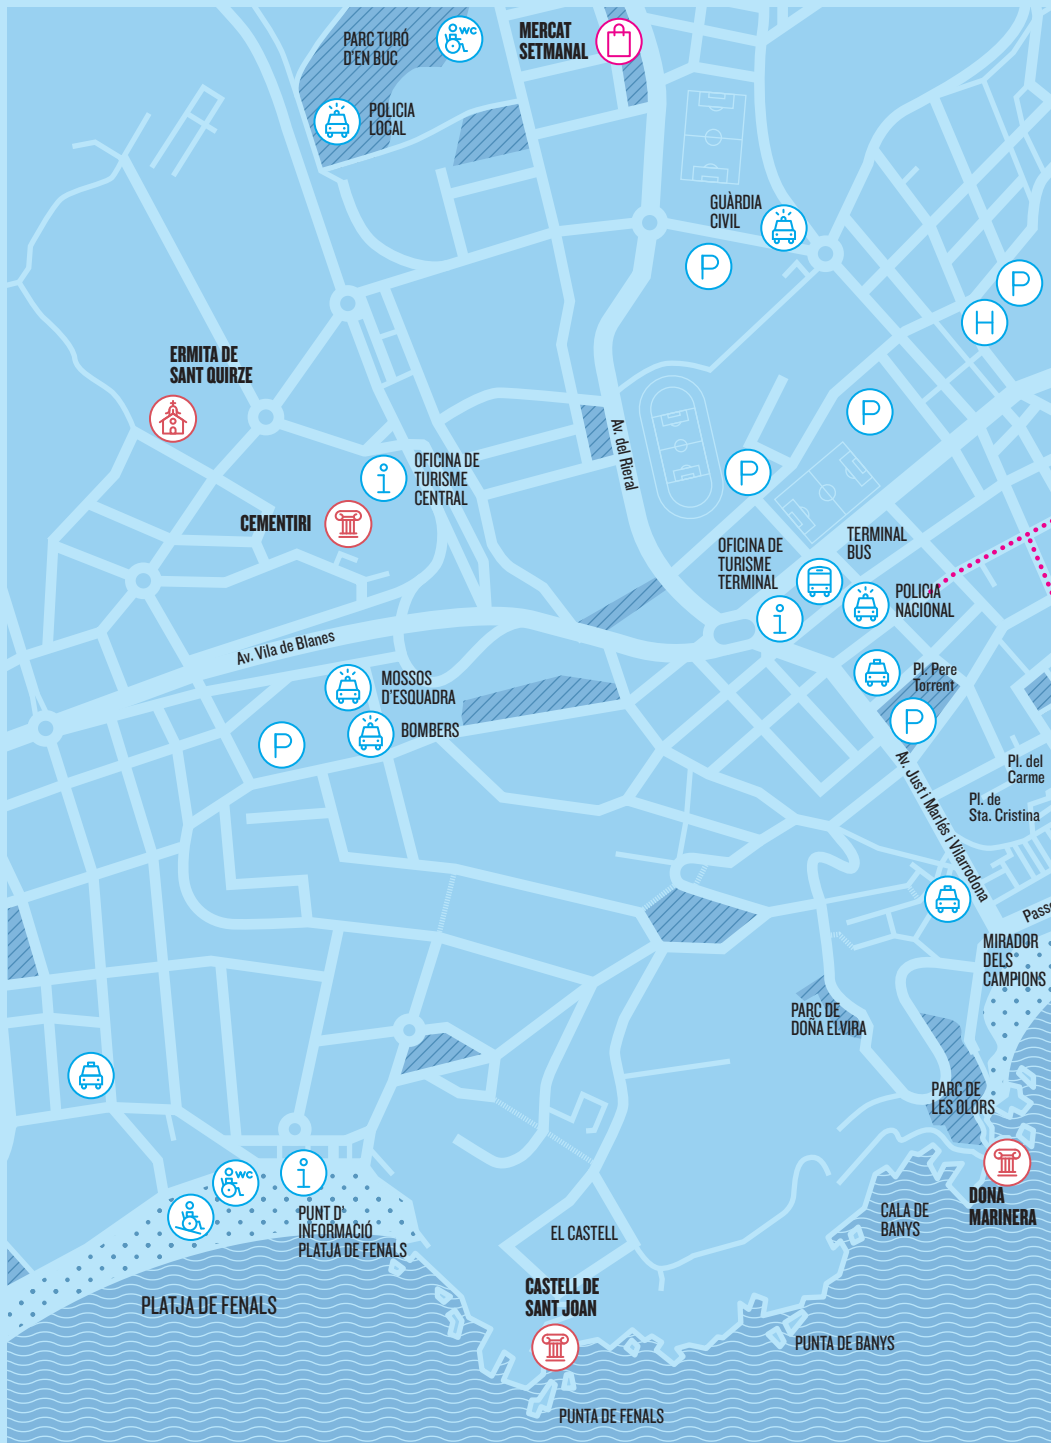 PARC TURÓ
D'EN BUC
WC
MERCAT
SETMANAL
POLICIA
LOCAL
GUÀRDIA
CIVIL
P
P
H
ERMITA DE
SANT QUIRZE
P
Av. del Rieral
P
OFICINA DE
TURISME
CENTRAL
i
CEMENTIRI
OFICINA DE
TURISME
TERMINAL
TERMINAL
BUS
i
POLICIA
NACIONAL
Av. Vila de Blanes
MOSSOS
D'ESQUADRA
Pl. Pere
Torrent
BOMBERS
P
P
Av. Just i Marlés i Vilarrodona
Pl. del
Carme
Pl. de
Sta. Cristina
Passe
MIRADOR
DELS
CAMPIONS
PARC DE
DOÑA ELVIRA
PARC DE
LES OLORS
WC
i
PUNT D'
INFORMACIÓ
PLATJA DE FENALS
DONA
MARINERA
CALA DE
BANYS
EL CASTELL
PLATJA DE FENALS
CASTELL DE
SANT JOAN
PUNTA DE BANYS
PUNTA DE FENALS